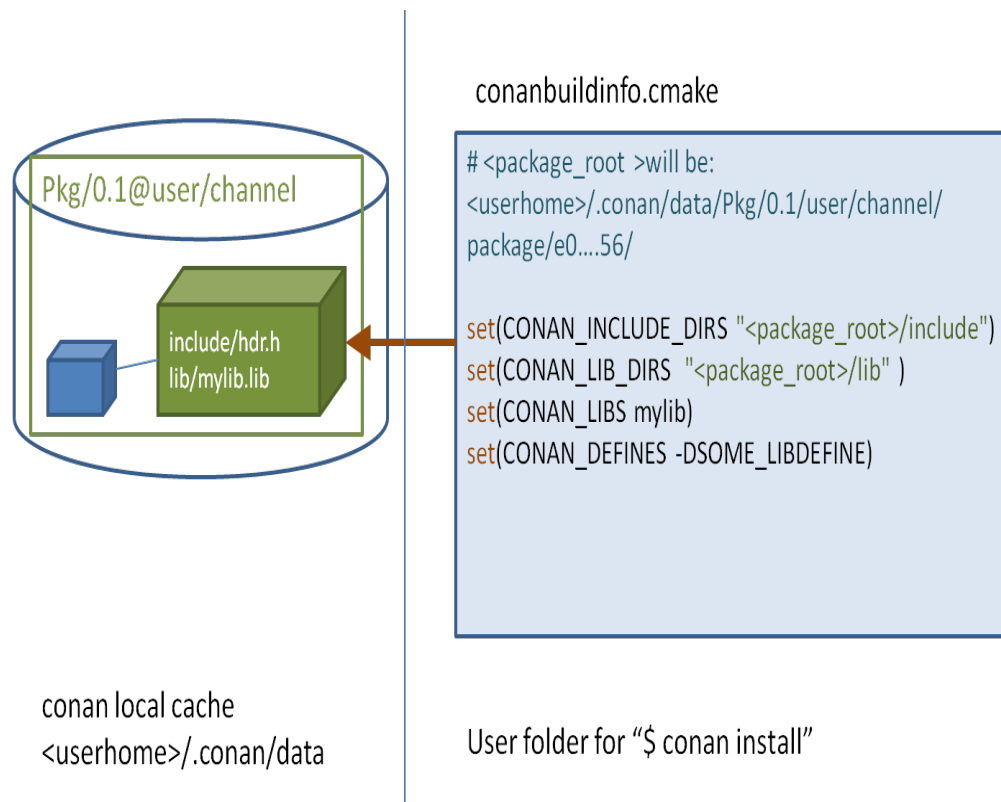 conanbuildinfo.cmake
Pkg/0.1@user/channel
include/hdr.h
lib/mylib.lib
# <package_root >will be:
<userhome>/.conan/data/Pkg/0.1/user/channel/
package/e0....56/
set(CONAN_INCLUDE_DIRS "<package_root>/include")
set(CONAN_LIB_DIRS "<package_root>/lib" )
set(CONAN_LIBS mylib)
set(CONAN_DEFINES -DSOME_LIBDEFINE)
conan local cache
<userhome>/.conan/data
User folder for “$ conan install”